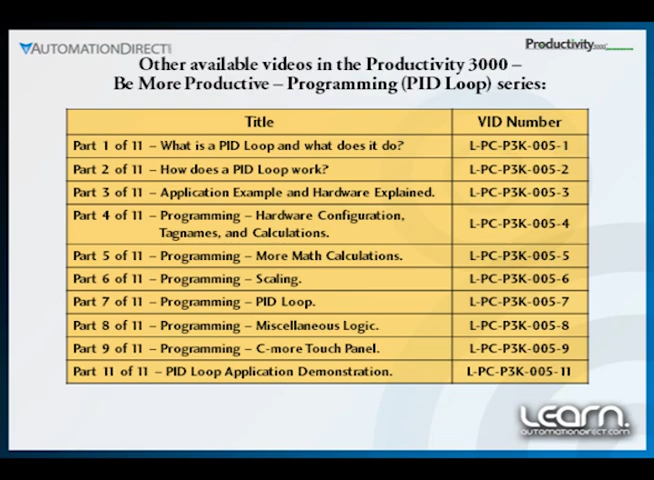 AUTOMATIONDIRECT
Productivity3000
Other available videos in the Productivity 3000 –
Be More Productive – Programming (PID Loop) series:
Title VID Number
Part 1 of 11 – What is a PID Loop and what does it do? L-PC-P3K-005-1
Part 2 of 11 – How does a PID Loop work? L-PC-P3K-005-2
Part 3 of 11 – Application Example and Hardware Explained. L-PC-P3K-005-3
Part 4 of 11 – Programming – Hardware Configuration,
Tagnames, and Calculations. L-PC-P3K-005-4
Part 5 of 11 – Programming – More Math Calculations. L-PC-P3K-005-5
Part 6 of 11 – Programming – Scaling. L-PC-P3K-005-6
Part 7 of 11 – Programming – PID Loop. L-PC-P3K-005-7
Part 8 of 11 – Programming – Miscellaneous Logic. L-PC-P3K-005-8
Part 9 of 11 – Programming – C-more Touch Panel. L-PC-P3K-005-9
Part 11 of 11 – PID Loop Application Demonstration. L-PC-P3K-005-11
LEARN.
AUTOMATIONDIRECT.COM